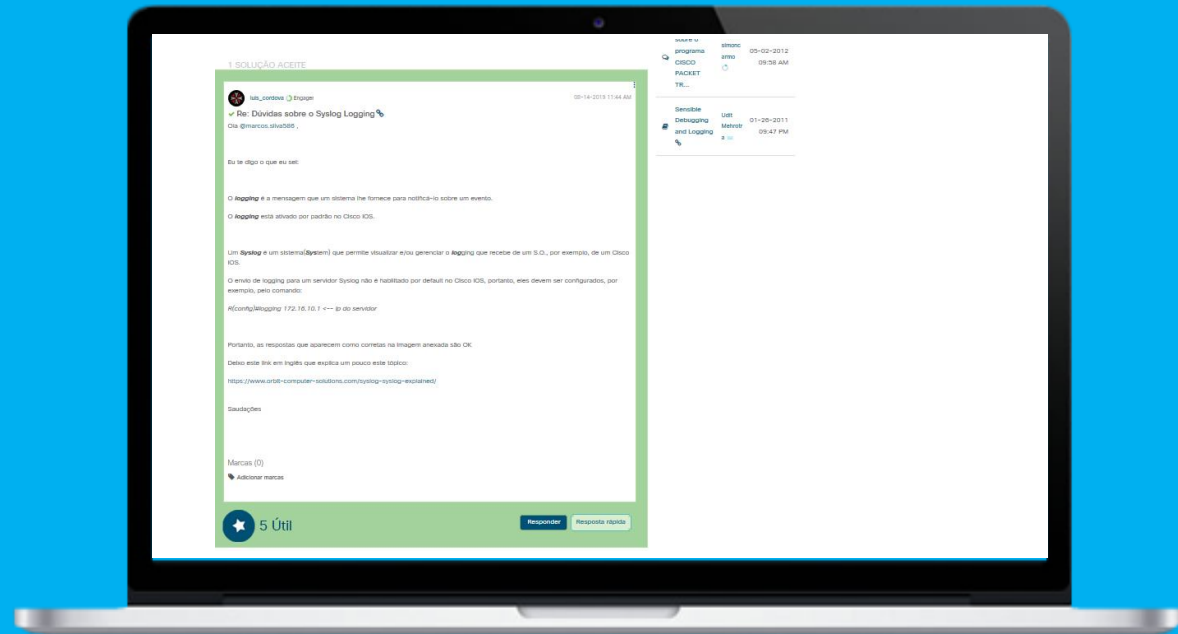 1 SOLUÇÃO ACEITE
luis_cordova Engager
08-14-2019 11:44 AM
Re: Dúvidas sobre o Syslog Logging
Ola @marcos.silva586 ,
Eu te digo o que eu sei:
O logging é a mensagem que um sistema lhe fornece para notificá-lo sobre um evento.
O logging está ativado por padrão no Cisco IOS.
Um Syslog é um sistema(System) que permite visualizar e/ou gerenciar o logging que recebe de um S.O., por exemplo, de um Cisco
IOS.
O envio de logging para um servidor Syslog não é habilitado por default no Cisco IOS, portanto, eles devem ser configurados, por
exemplo, pelo comando:
R(config)#logging 172.16.10.1 <-- ip do servidor
Portanto, as respostas que aparecem como corretas na imagem anexada são OK
Deixo este link em inglês que explica um pouco este tópico:
https://www.orbit-computer-solutions.com/syslog-syslog-explained/
Saudações
Marcas (0)
Adicionar marcas
5 Útil
Responder
Resposta rápida
sobre o
programa
CISCO
PACKET
TR...
simonc
armo
05-02-2012
09:58 AM
Sensible
Debugging
and Logging
Udit
Mehrotr
a
01-26-2011
09:47 PM